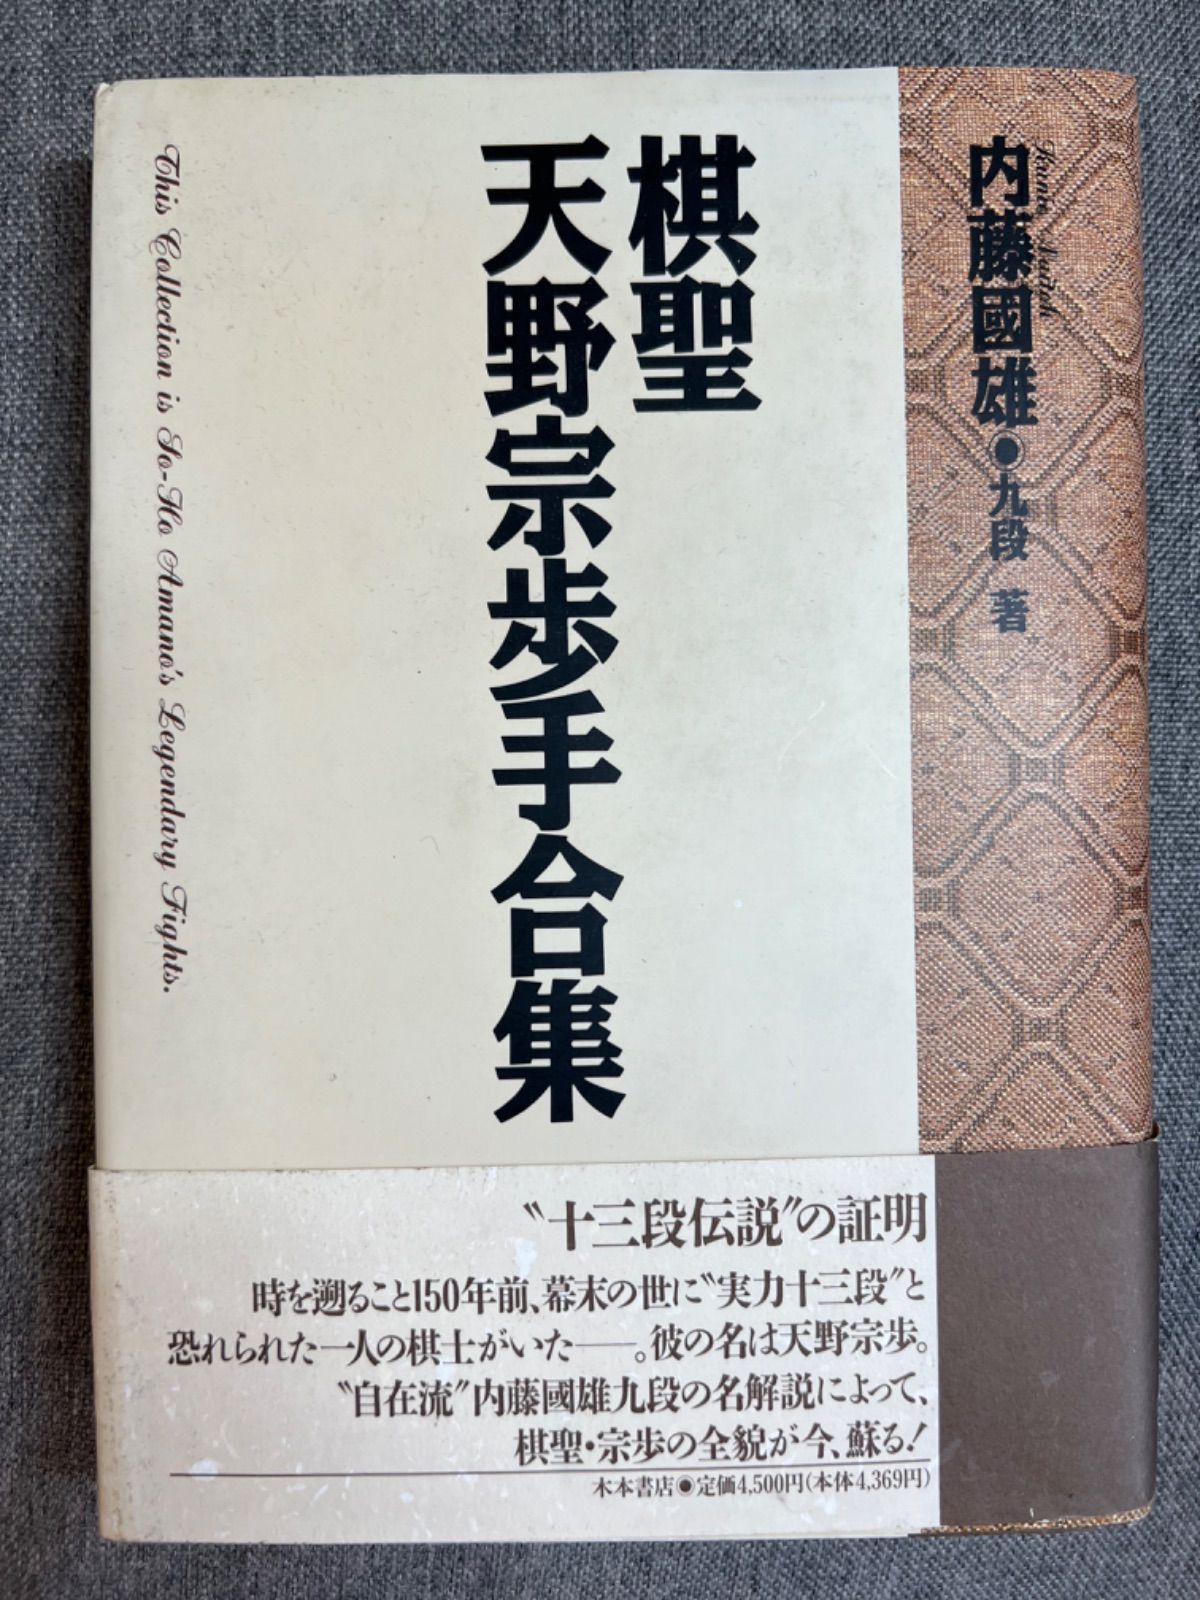 内藤國雄●九段 著
Kunio Naitoh
棋聖
天野宗歩手合集
This Collection is So-Ho Amano's Legendary Fights.
〝十三段伝説〟の証明
時を遡ること150年前、幕末の世に〝実力十三段〟と
恐れられた一人の棋士がいた――。彼の名は天野宗歩。
〝自在流〟内藤國雄九段の名解説によって、
棋聖・宗歩の全貌が今、蘇る!
木本書店●定価4,500円(本体4,369円)